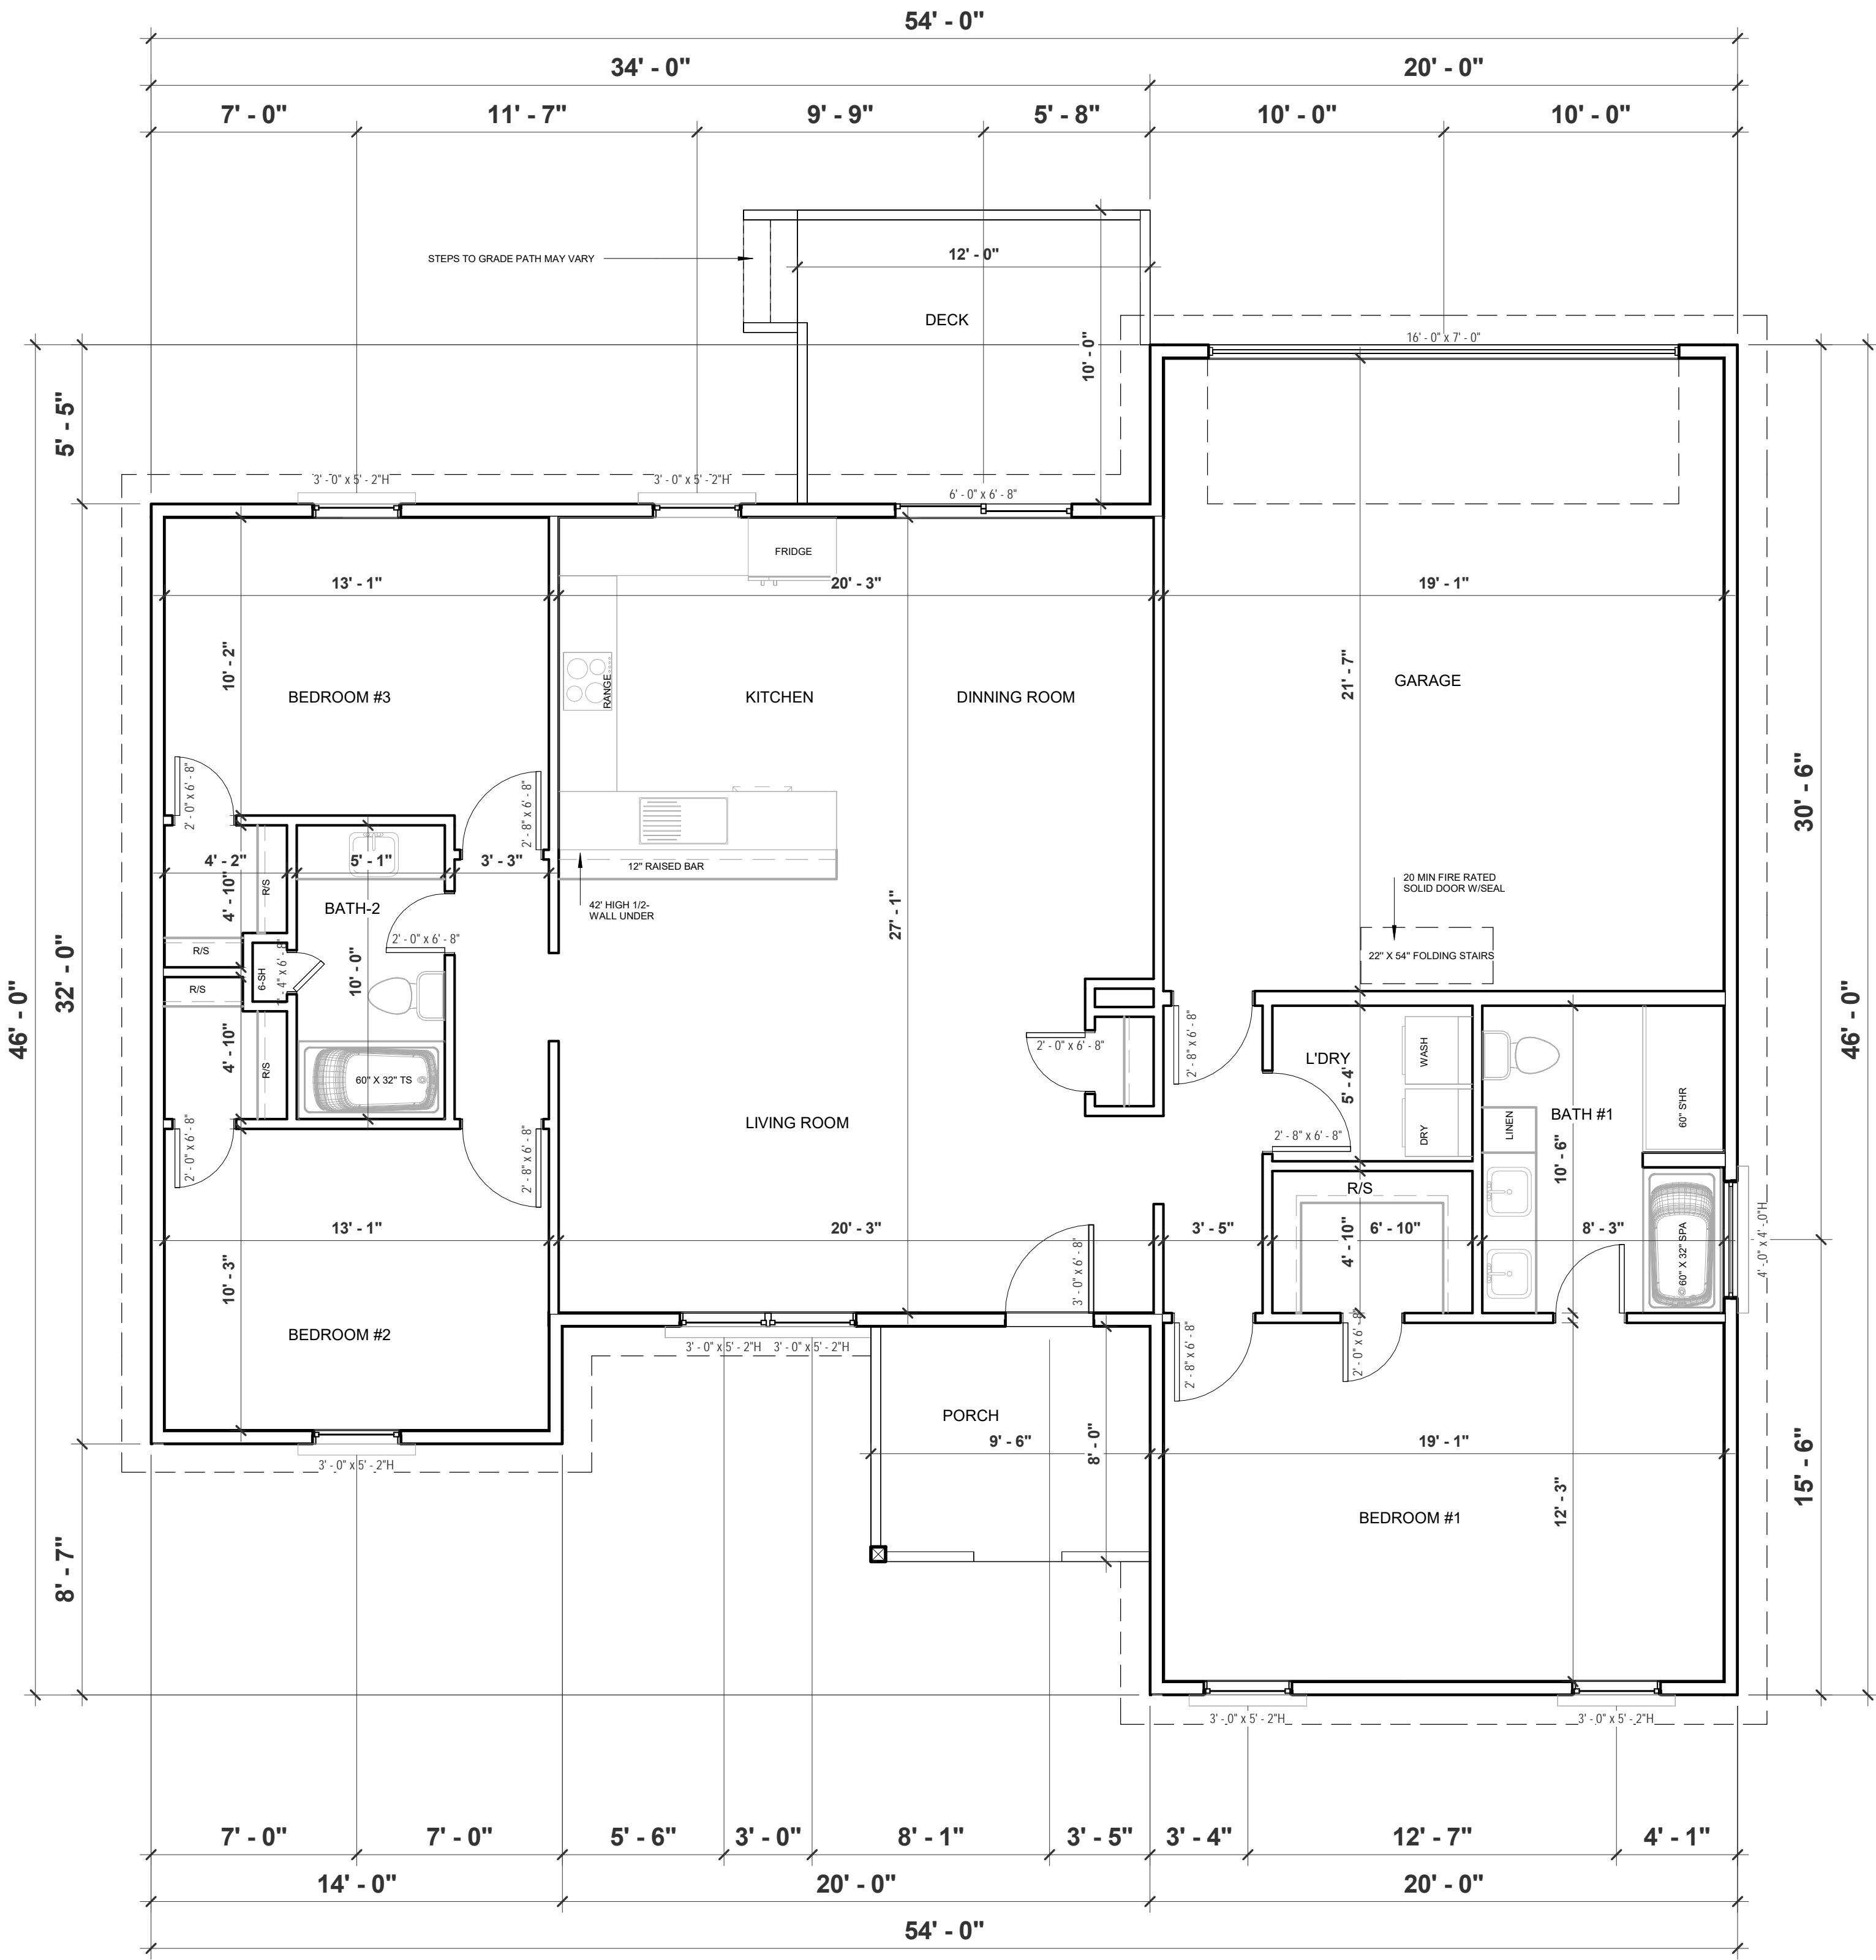 54' - 0"
34' - 0"
20' - 0"
7' - 0"
11' - 7"
9' - 9"
5' - 8"
10' - 0"
10' - 0"
STEPS TO GRADE PATH MAY VARY
12' - 0"
DECK
10' - 0"
16' - 0" x 7' - 0"
5' - 5"
3' - 0" x 5' - 2"H
3' - 0" x 5' - 2"H
6' - 0" x 6' - 8"
FRIDGE
13' - 1"
20' - 3"
19' - 1"
10' - 2"
21' - 7"
BEDROOM #3
RANGE
KITCHEN
DINNING ROOM
GARAGE
30' - 6"
2' - 0" x 6' - 8"
2' - 8" x 6' - 8"
4' - 2"
5' - 1"
3' - 3"
12" RAISED BAR
4' - 10"
R/S
BATH-2
42' HIGH 1/2-
WALL UNDER
27' - 1"
20 MIN FIRE RATED
SOLID DOOR W/SEAL
2' - 0" x 6' - 8"
R/S
22" X 54" FOLDING STAIRS
32' - 0"
46' - 0"
6-SH
10' - 0"
R/S
46' - 0"
4' - 10"
R/S
60" X 32" TS
2' - 0" x 6' - 8"
2' - 8" x 6' - 8"
L'DRY
WASH
5' - 4"
DRY
2' - 8" x 6' - 8"
LINEN
BATH #1
60" S'HR
LIVING ROOM
2' - 0" x 6' - 8"
2' - 8" x 6' - 8"
R/S
10' - 6"
13' - 1"
20' - 3"
3' - 5"
4' - 10"
6' - 10"
8' - 3"
60" X 32" SPA
4' - 0" x 4' - 0"H
10' - 3"
3' - 0" x 6' - 8"
BEDROOM #2
3' - 0" x 5' - 2"H
3' - 0" x 5' - 2"H
2' - 8" x 6' - 8"
2' - 0" x 6' - 8"
PORCH
9' - 6"
8' - 0"
19' - 1"
3' - 0" x 5' - 2"H
15' - 6"
12' - 3"
BEDROOM #1
8' - 7"
3' - 0" x 5' - 2"H
3' - 0" x 5' - 2"H
7' - 0"
7' - 0"
5' - 6"
3' - 0"
8' - 1"
3' - 5"
3' - 4"
12' - 7"
4' - 1"
14' - 0"
20' - 0"
20' - 0"
54' - 0"